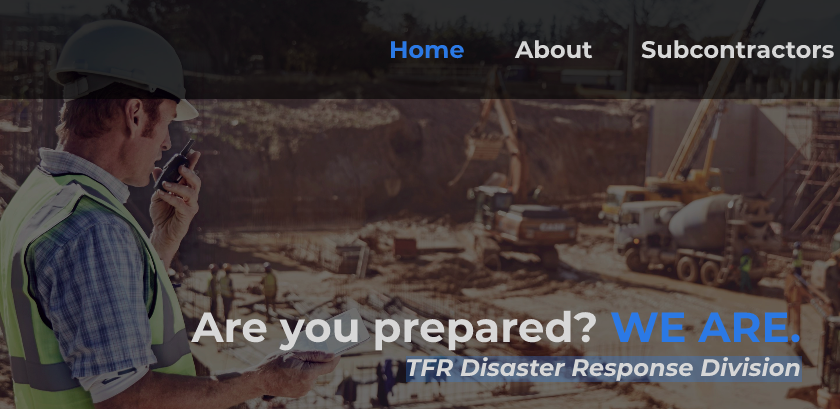 Home About Subcontractors
Are you prepared? WE ARE.
TFR Disaster Response Division